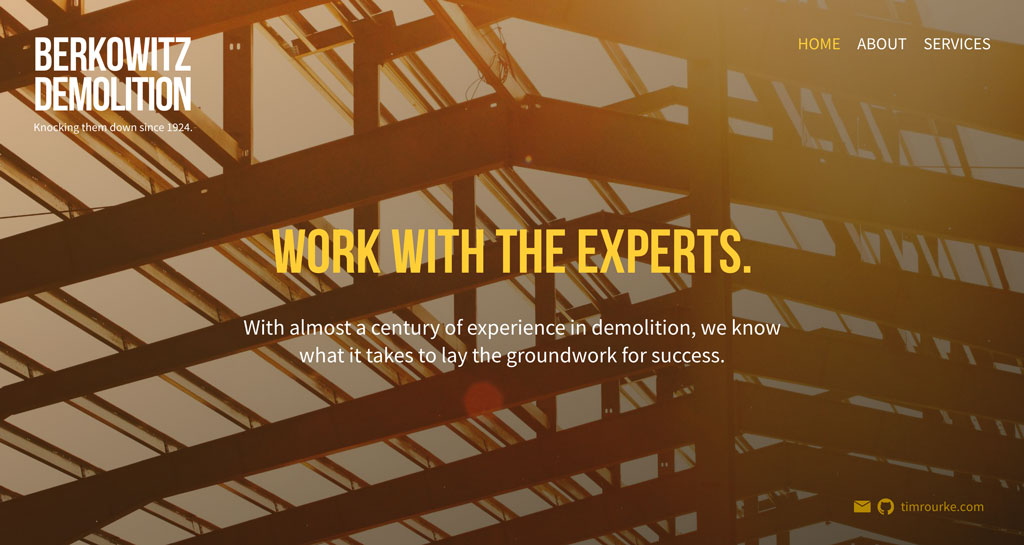 BERKOWITZ
DEMOLITION
Knocking them down since 1924.
HOME ABOUT SERVICES
WORK WITH THE EXPERTS.
With almost a century of experience in demolition, we know
what it takes to lay the groundwork for success.
timrourke.com